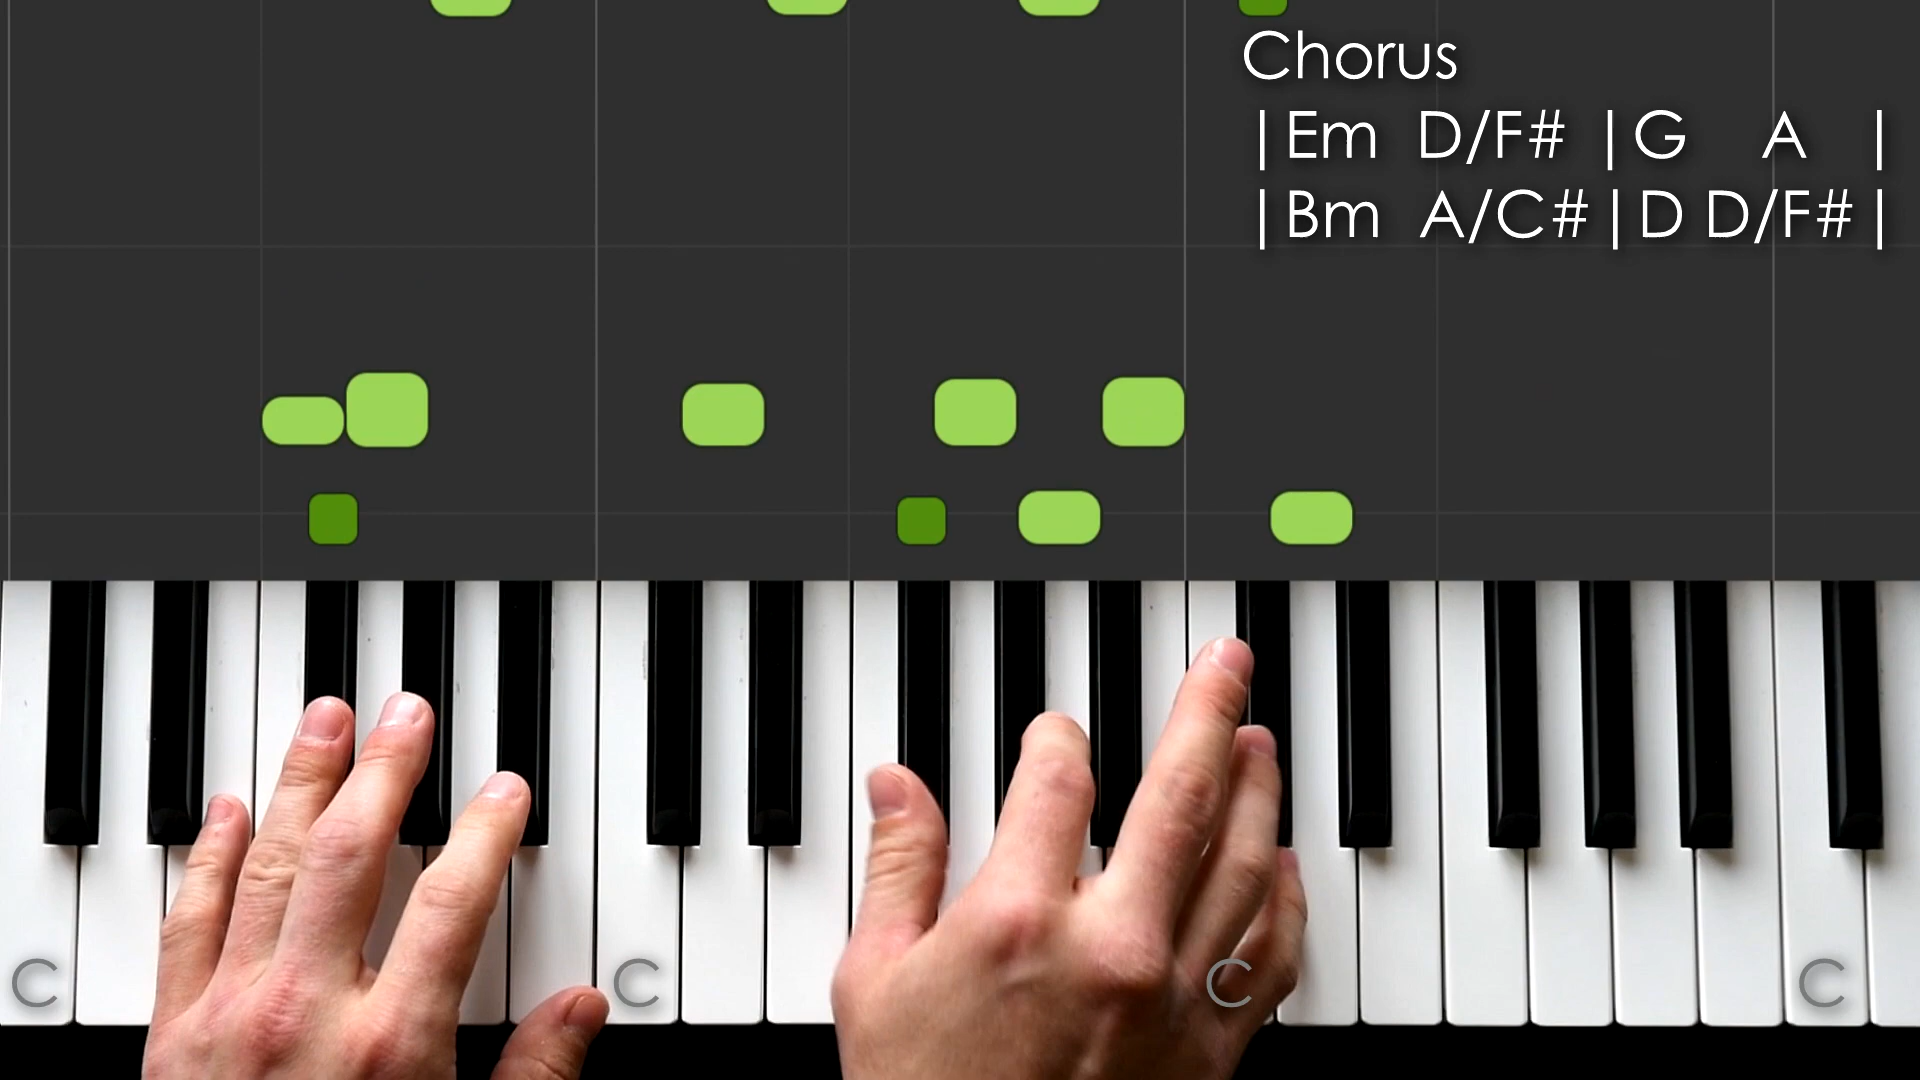 Chorus
|Em D/F# |G A |
|Bm A/C#|D D/F#|
C C C C